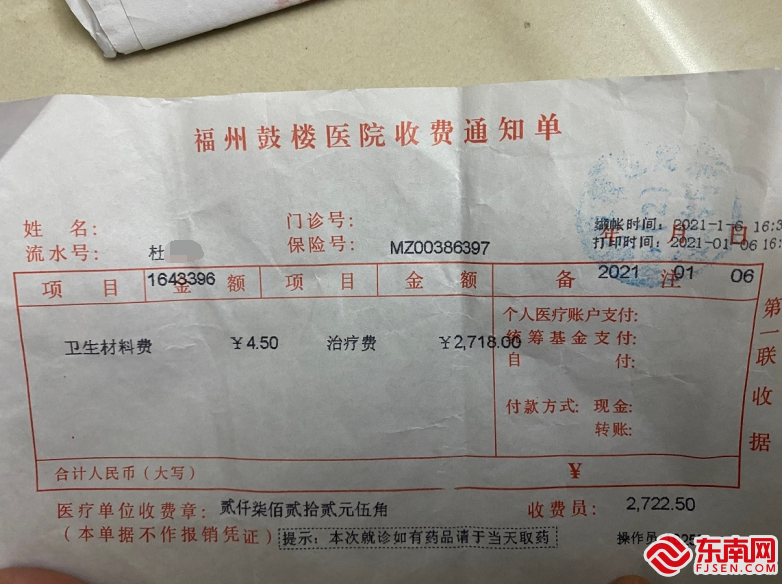 福州鼓楼医院收费通知单
姓 名: 门诊号: 缴帐时间: 2021-1-6 16:3
流水号: 杜 保险号: MZ00386397 打印时间: 2021-01-06 16
年 月 日
1643396 2021 01 06
项 目 金 额 项 目 金 额 备 注
卫生材料费 ¥4.50 治疗费 ¥2,718.00
个人医疗账户支付:
统筹基金支付:
自 付:
付款方式: 现金:
转账:
第一联收据
合计人民币(大写) ¥
医疗单位收费章: 贰仟柒佰贰拾贰元伍角 收费员: 2,722.50
(本单据不作报销凭证) 提示: 本次就诊如有药品请于当天取药 操作员
东南网
FJSEN.COM